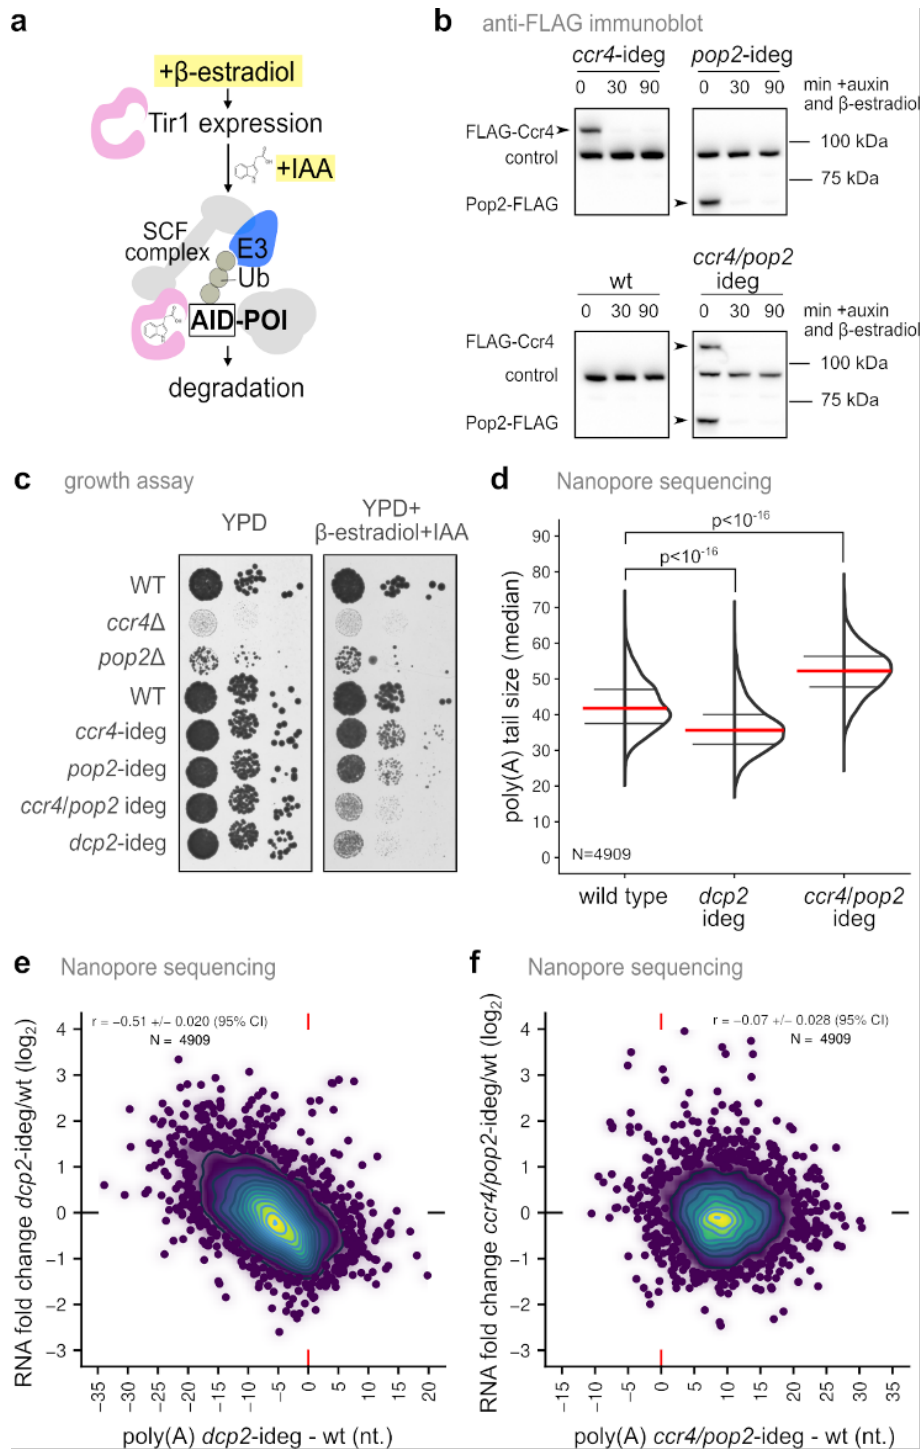 a
+β-estradiol
Tir1 expression
+IAA
SCF
complex
E3
Ub
AID-POI
degradation
b anti-FLAG immunoblot
ccr4-ideg pop2-ideg
0 30 90 0 30 90 min +auxin
and β-estradiol
FLAG-Ccr4
control
Pop2-FLAG
100 kDa
75 kDa
wt
ccr4/pop2
ideg
0 30 90 0 30 90 min +auxin
and β-estradiol
FLAG-Ccr4
control
Pop2-FLAG
100 kDa
75 kDa
c growth assay
YPD
YPD+
β-estradiol+IAA
WT
ccr4Δ
pop2Δ
WT
ccr4-ideg
pop2-ideg
ccr4/pop2 ideg
dcp2-ideg
d Nanopore sequencing
p<10-16
p<10-16
poly(A) tail size (median)
90
80
70
60
50
40
30
20
10
0
N=4909
wild type
dcp2
ideg
ccr4/pop2
ideg
e Nanopore sequencing
r = −0.51 +/− 0.020 (95% CI)
N = 4909
RNA fold change dcp2-ideg/wt (log2)
4
3
2
1
0
−1
−2
−3
−35 −30 −25 −20 −15 −10 −5 0 5 10 15 20
poly(A) dcp2-ideg - wt (nt.)
f Nanopore sequencing
r = −0.07 +/− 0.028 (95% CI)
N = 4909
RNA fold change ccr4/pop2-ideg/wt (log2)
4
3
2
1
0
−1
−2
−3
−15 −10 −5 0 5 10 15 20 25 30 35
poly(A) ccr4/pop2-ideg - wt (nt.)